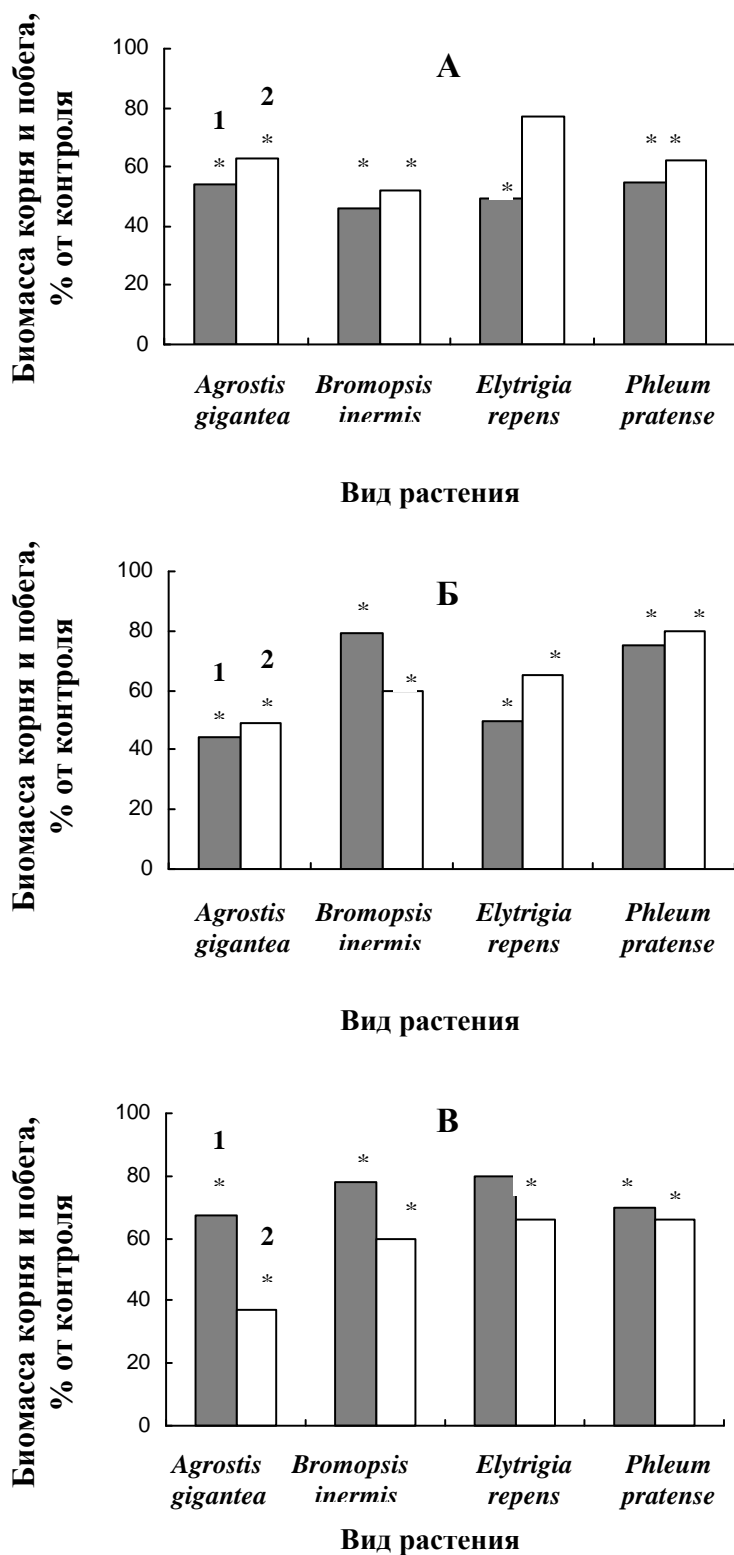 Биомасса корня и побега,
% от контроля
100
80
60
40
20
0
А
1
2
* * * * * * *
Agrostis gigantea
Bromopsis inermis
Elytrigia repens
Phleum pratense
Вид растения
Биомасса корня и побега,
% от контроля
100
80
60
40
20
0
Б
1
2
* * * * * * * *
Agrostis gigantea
Bromopsis inermis
Elytrigia repens
Phleum pratense
Вид растения
Биомасса корня и побега,
% от контроля
100
80
60
40
20
0
В
1
2
* * * * * * *
Agrostis gigantea
Bromopsis inermis
Elytrigia repens
Phleum pratense
Вид растения